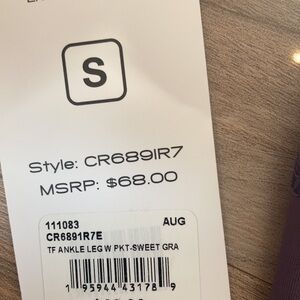 S
Style: CR6891R7
MSRP: $68.00
111083 AUG
CR6891R7E
TF ANKLE LEG W PKT-SWEET GRA
1 95944 43178 9